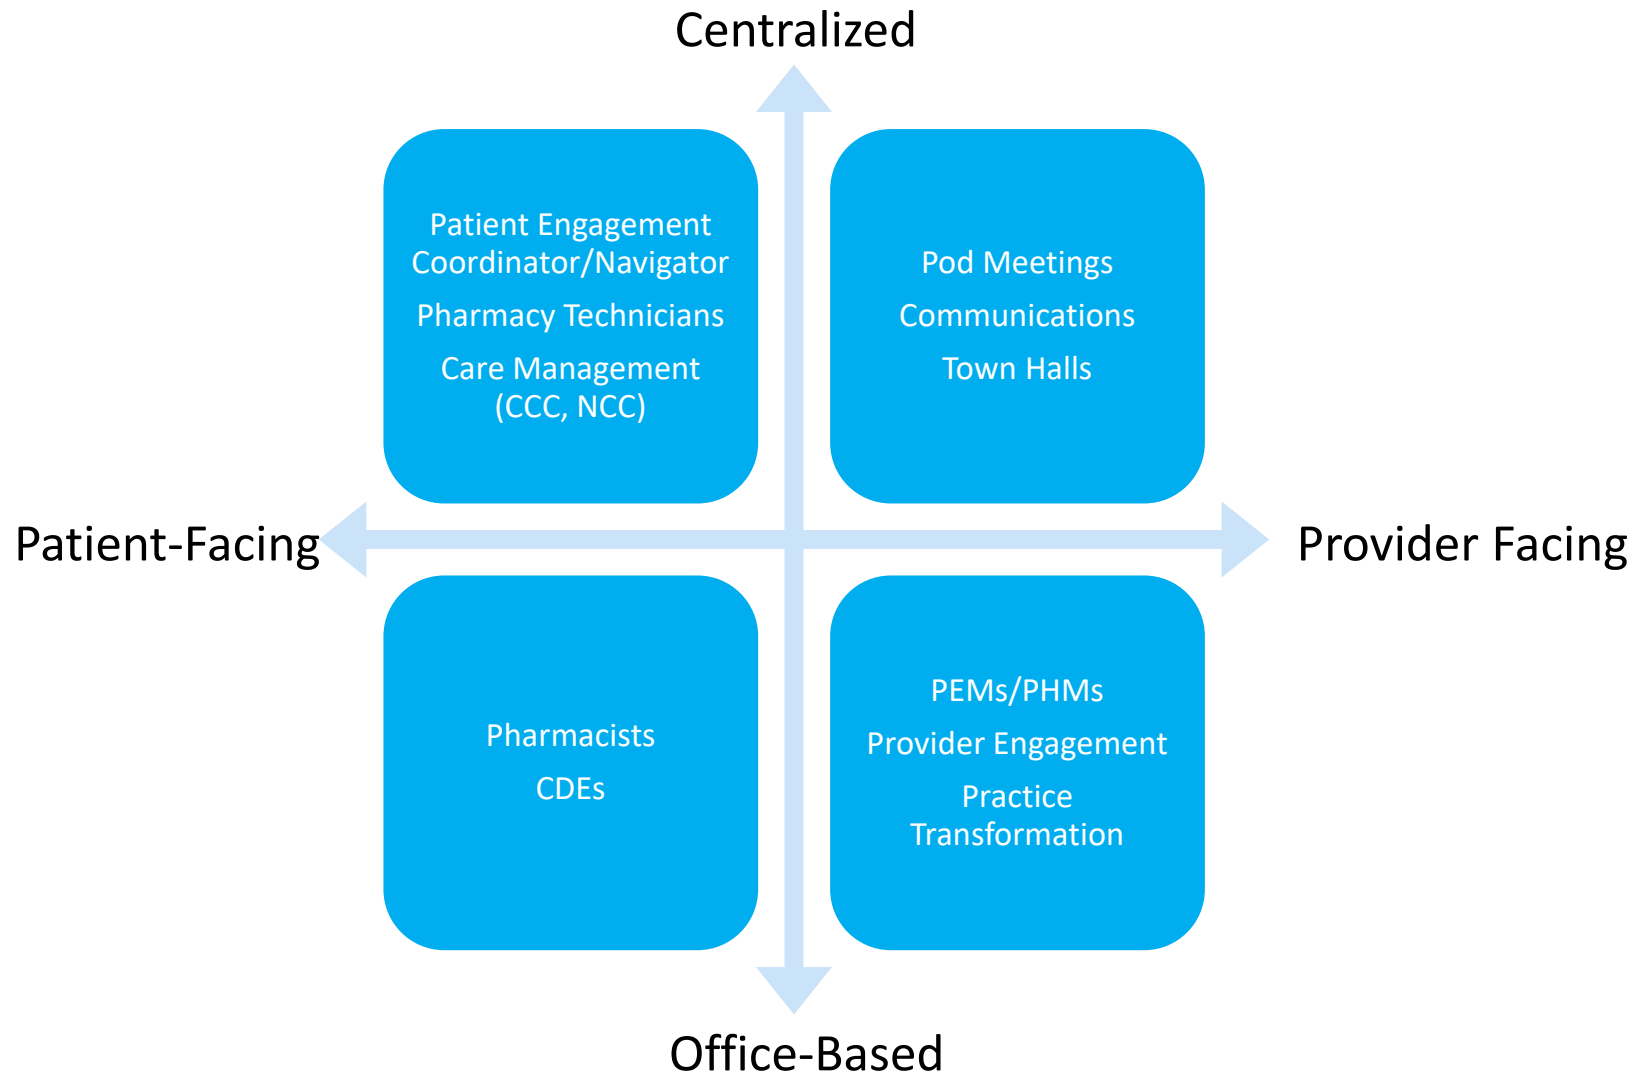 Centralized
Patient Engagement
Coordinator/Navigator
Pharmacy Technicians
Care Management
(CCC, NCC)
Pod Meetings
Communications
Town Halls
Patient-Facing
Provider Facing
Pharmacists
CDEs
PEMs/PHMs
Provider Engagement
Practice
Transformation
Office-Based